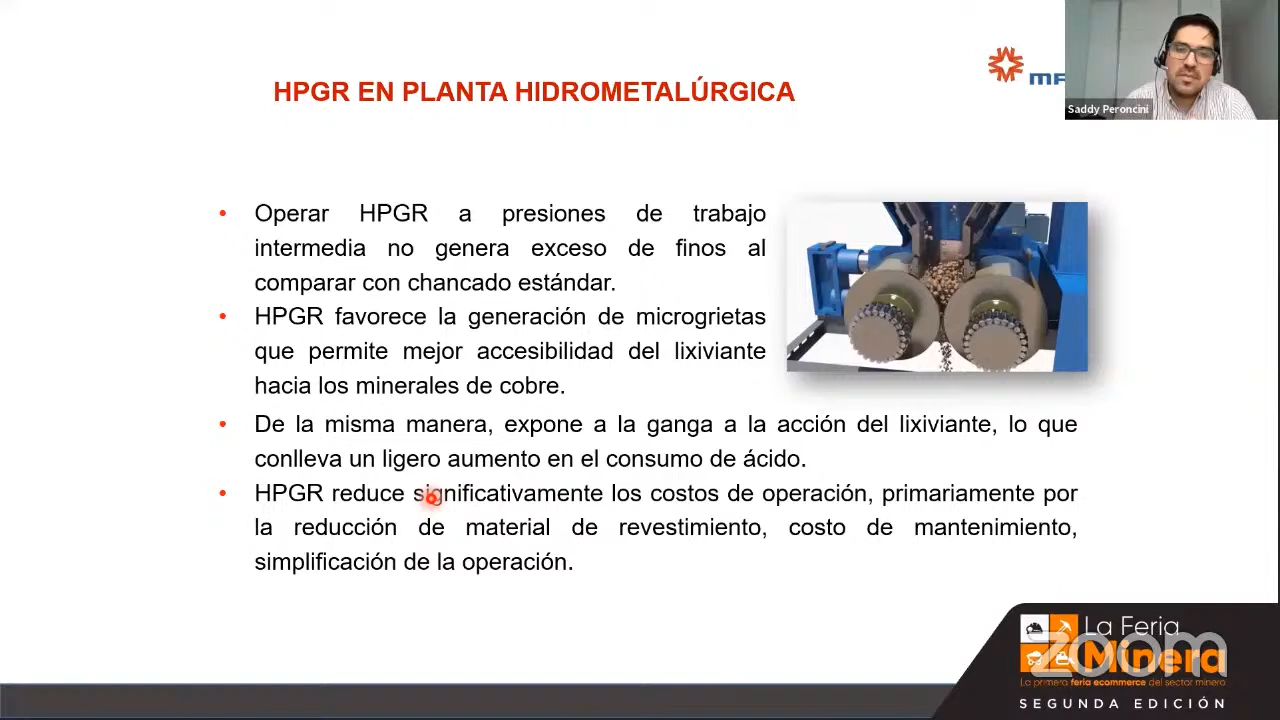 HPGR EN PLANTA HIDROMETALÚRGICA
Saddy Peroncini
Operar HPGR a presiones de trabajo
intermedia no genera exceso de finos al
comparar con chancado estándar.
HPGR favorece la generación de microgrietas
que permite mejor accesibilidad del lixiviante
hacia los minerales de cobre.
De la misma manera, expone a la ganga a la acción del lixiviante, lo que
conlleva un ligero aumento en el consumo de ácido.
HPGR reduce significativamente los costos de operación, primariamente por
la reducción de material de revestimiento, costo de mantenimiento,
simplificación de la operación.
La Feria
Minera
zoom
La primera feria ecommerce del sector minero
SEGUNDA EDICIÓN